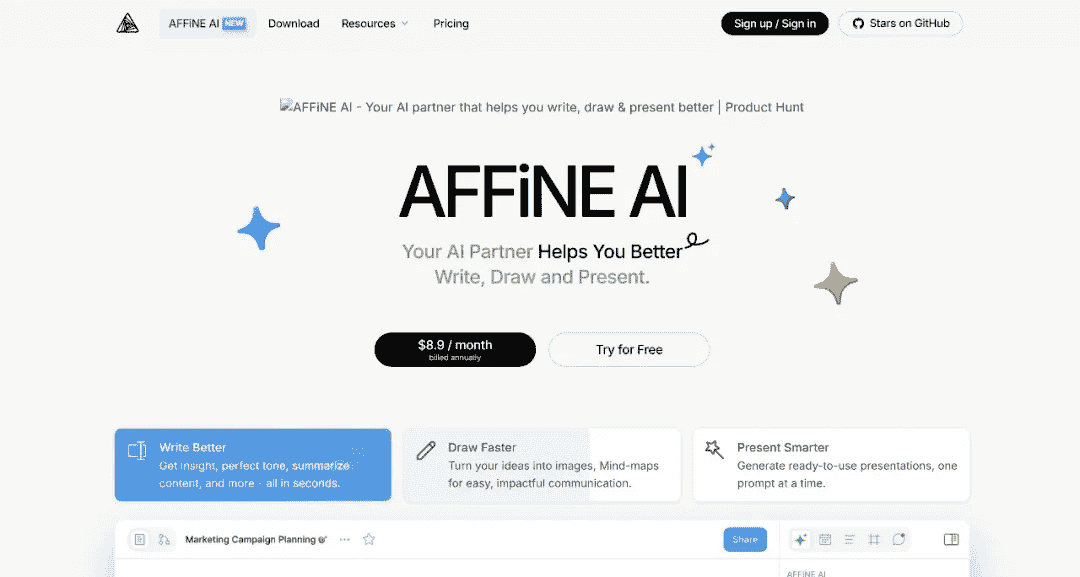 AFFiNE AI NEW Download Resources Pricing Sign up / Sign in Stars on GitHub
AFFiNE AI - Your AI partner that helps you write, draw & present better | Product Hunt
AFFiNE AI
Your AI Partner Helps You Better
Write, Draw and Present.
$8.9 / month
billed annually
Try for Free
Write Better
Get insight, perfect tone, summarize
content, and more - all in seconds.
Draw Faster
Turn your ideas into images, Mind-maps
for easy, impactful communication.
Present Smarter
Generate ready-to-use presentations, one
prompt at a time.
Marketing Campaign Planning
Share
AFFiNE AI